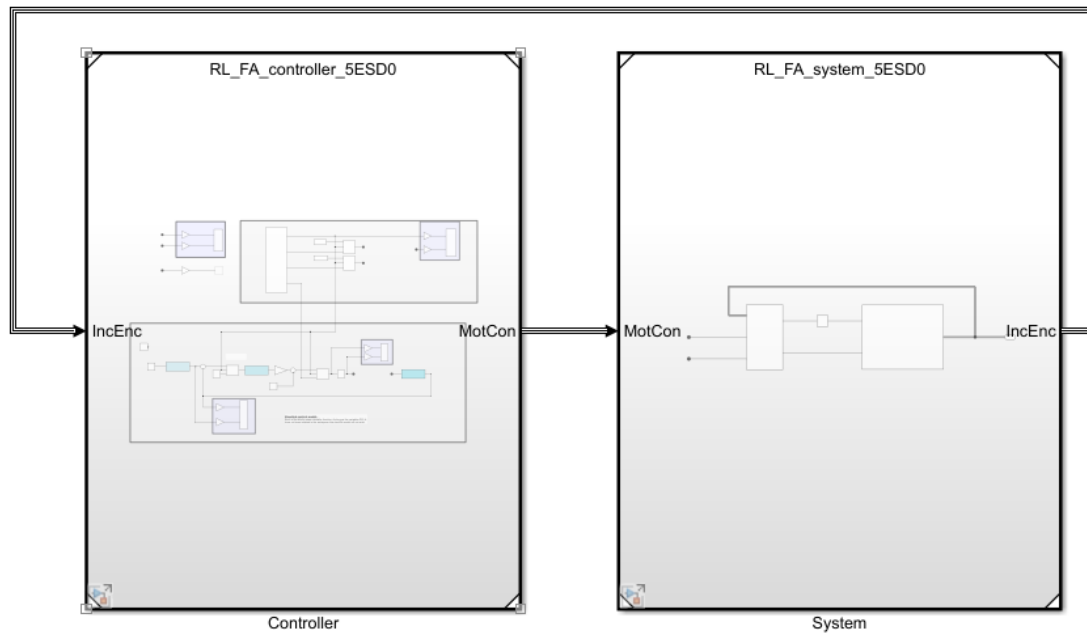 RL_FA_controller_5ESD0
RL_FA_system_5ESD0
IncEnc
MotCon
MotCon
IncEnc
Controller
System